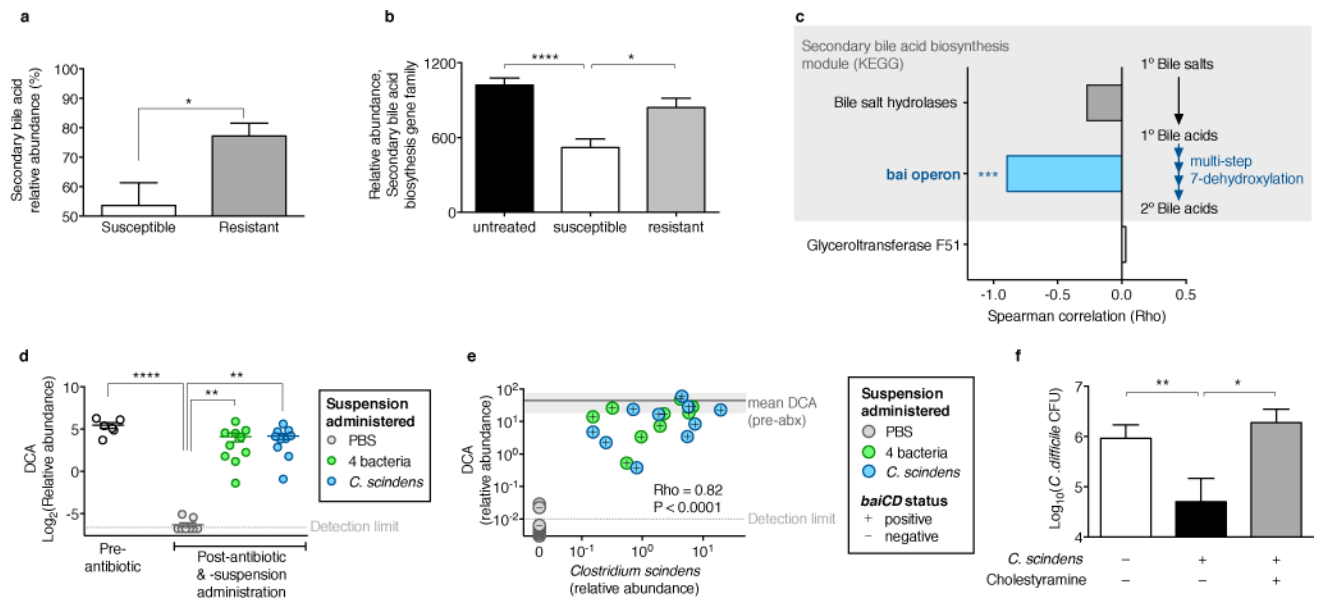 a
Secondary bile acid
relative abundance (%)
100
90
80
70
60
50
*
Susceptible
Resistant
b
Relative abundance,
Secondary bile acid
biosythesis gene family
1200
600
0
****
*
untreated
susceptible
resistant
c
Secondary bile acid biosynthesis
module (KEGG)
Bile salt hydrolases
bai operon
***
Glyceroltransferase F51
1º Bile salts
1º Bile acids
multi-step
7-dehydroxylation
2º Bile acids
-1.0
-0.5
0.0
0.5
Spearman correlation (Rho)
d
DCA
Log2(Relative abundance)
10
5
0
-5
****
**
**
Detection limit
Pre-
antibiotic
Post-antibiotic
& -suspension
administration
Suspension
administered
PBS
4 bacteria
C. scindens
e
DCA
(relative abundance)
10^2
10^1
10^0
10^-1
10^-2
mean DCA
(pre-abx)
Rho = 0.82
P < 0.0001
Detection limit
0
10^-1
10^0
10^1
Clostridium scindens
(relative abundance)
Suspension
administered
PBS
4 bacteria
C. scindens
baiCD status
+ positive
− negative
f
Log10(C .difficile CFU)
7
6
5
4
**
*
C. scindens − + +
Cholestyramine − − +